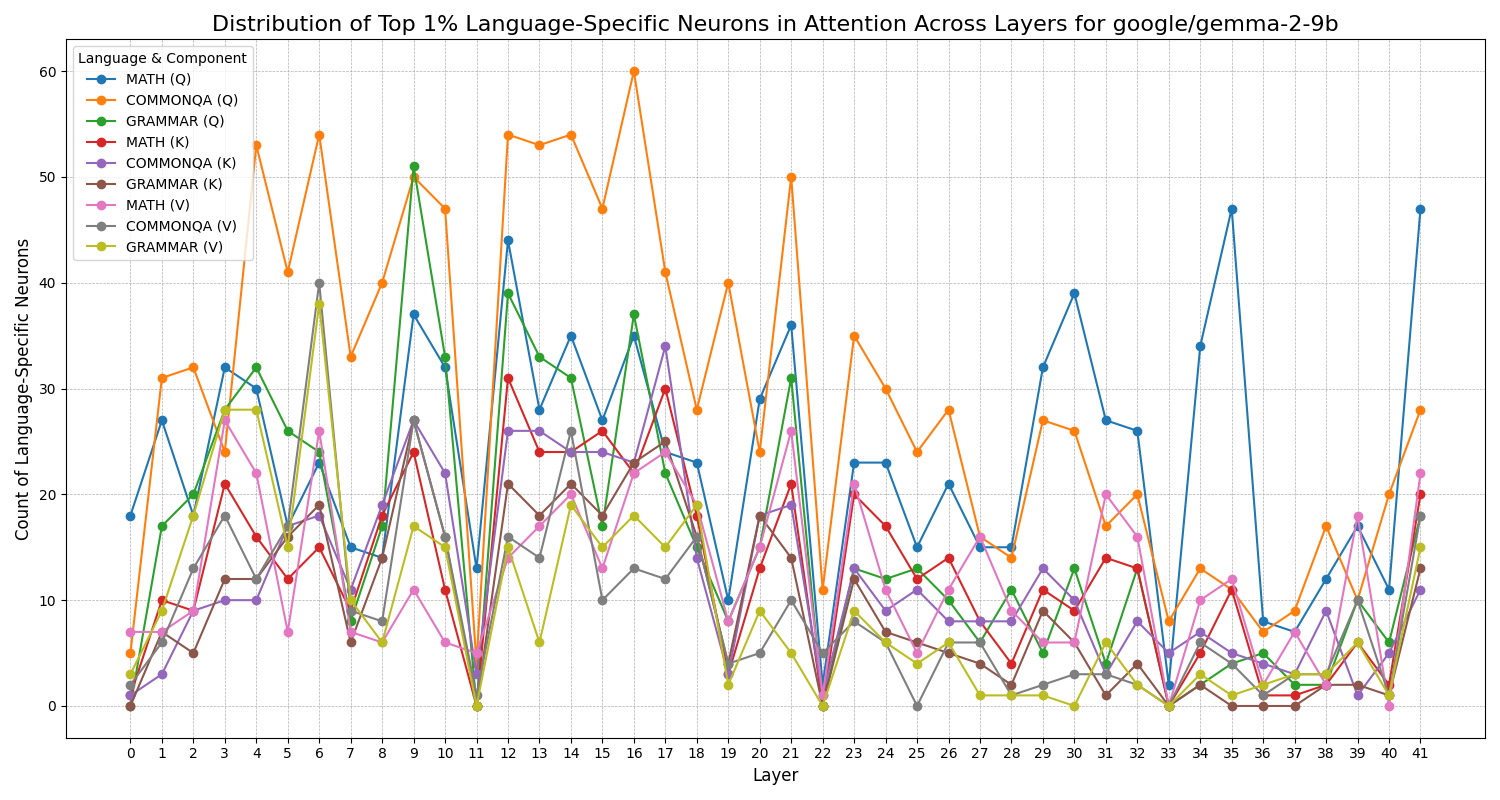 Distribution of Top 1% Language-Specific Neurons in Attention Across Layers for google/gemma-2-9b
Language & Component
MATH (Q)
COMMONQA (Q)
GRAMMAR (Q)
MATH (K)
COMMONQA (K)
GRAMMAR (K)
MATH (V)
COMMONQA (V)
GRAMMAR (V)
Count of Language-Specific Neurons
60
50
40
30
20
10
0
0 1 2 3 4 5 6 7 8 9 10 11 12 13 14 15 16 17 18 19 20 21 22 23 24 25 26 27 28 29 30 31 32 33 34 35 36 37 38 39 40 41
Layer